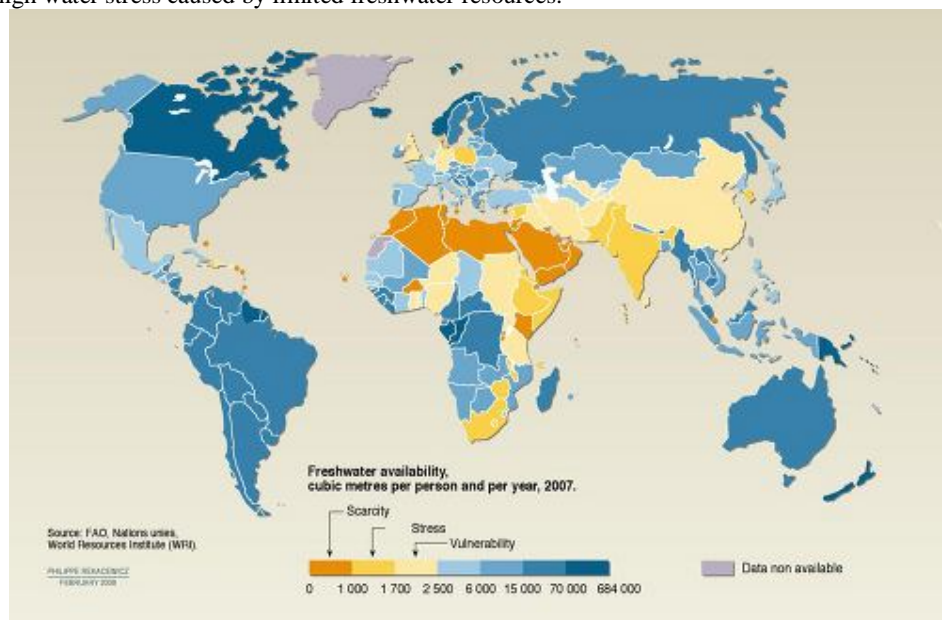 high water stress caused by limited freshwater resources.
Freshwater availability,
cubic metres per person and per year, 2007.
Scarcity
Stress
Vulnerability
0 1 000 1 700 2 500 6 000 15 000 70 000 684 000
Data non available
Source: FAO, Nations unies,
World Resources Institute (WRI).
PHILIPPE REKACEWICZ
FEBRUARY 2008